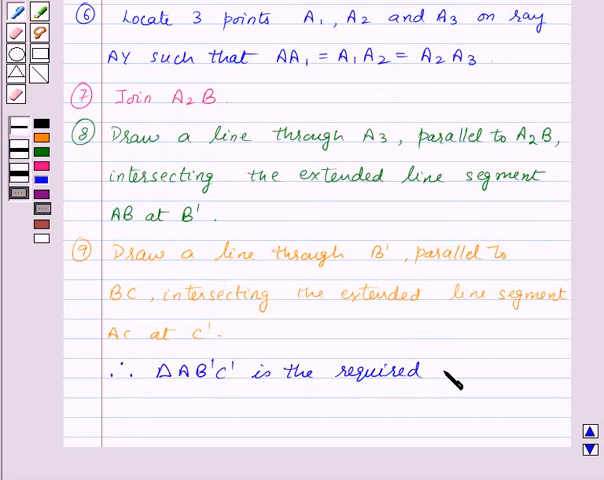 ⑥ Locate 3 points A1, A2 and A3 on ray
AY such that AA1 = A1A2 = A2A3
⑦ Join A2B.
⑧ Draw a line through A3, parallel to A2B,
intersecting the extended line segment
AB at B'.
⑨ Draw a line through B', parallel to
BC, intersecting the extended line segment
AC at C'.
∴ ΔAB'C' is the required